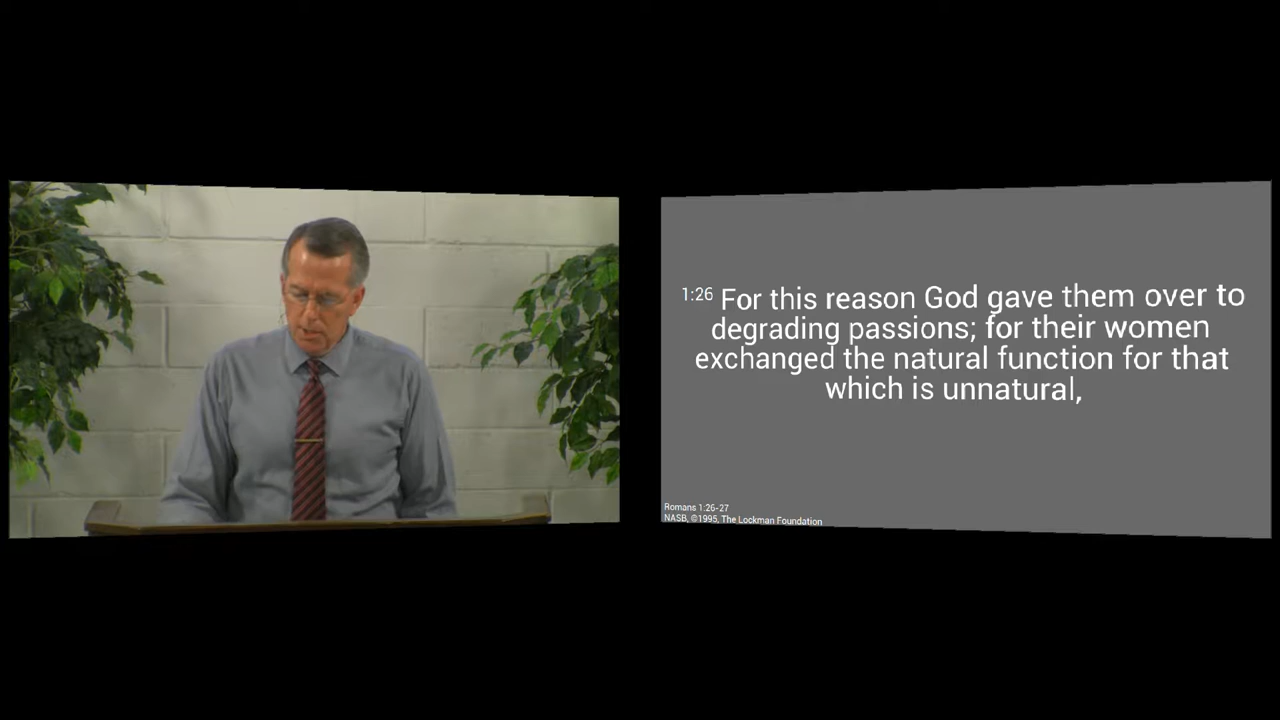 1:26 For this reason God gave them over to
degrading passions; for their women
exchanged the natural function for that
which is unnatural,
Romans 1:26-27
NASB, ©1995, The Lockman Foundation